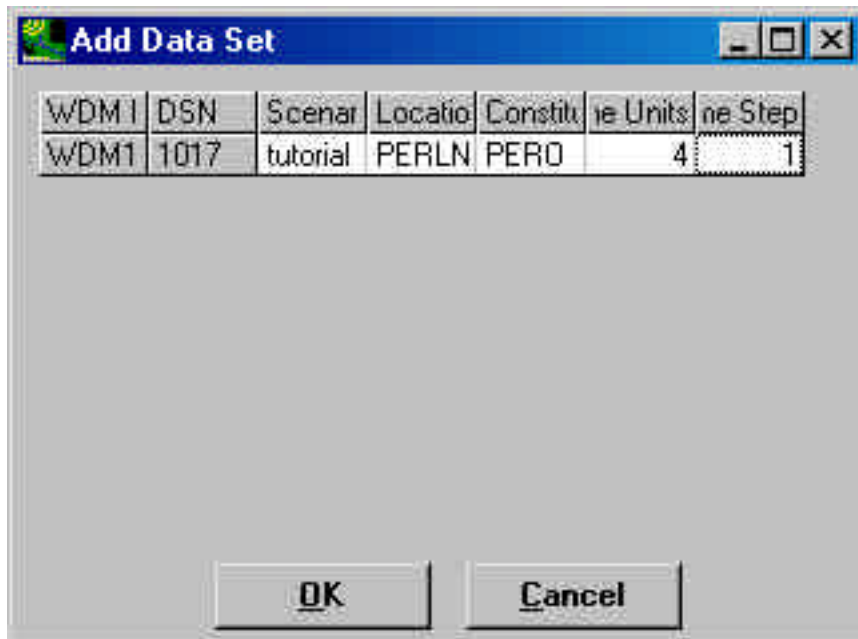 Add Data Set
WDM I DSN Scenar Locatio Constitu ne Units ne Step
WDM1 1017 tutorial PERLN PERO 4 1
OK Cancel